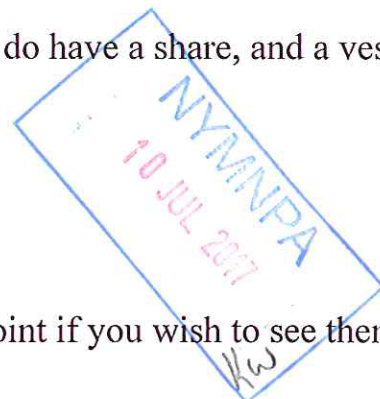 do have a share, and a ves
NYMNPA
10 JUL 2017
oint if you wish to see ther
KW